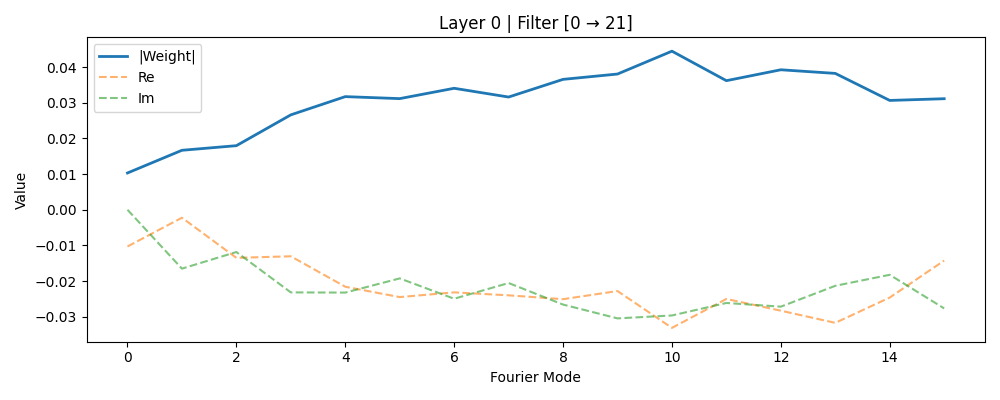 Layer 0 | Filter [0 → 21]
|Weight|
Re
Im
Value
0.04
0.03
0.02
0.01
0.00
−0.01
−0.02
−0.03
0 2 4 6 8 10 12 14
Fourier Mode